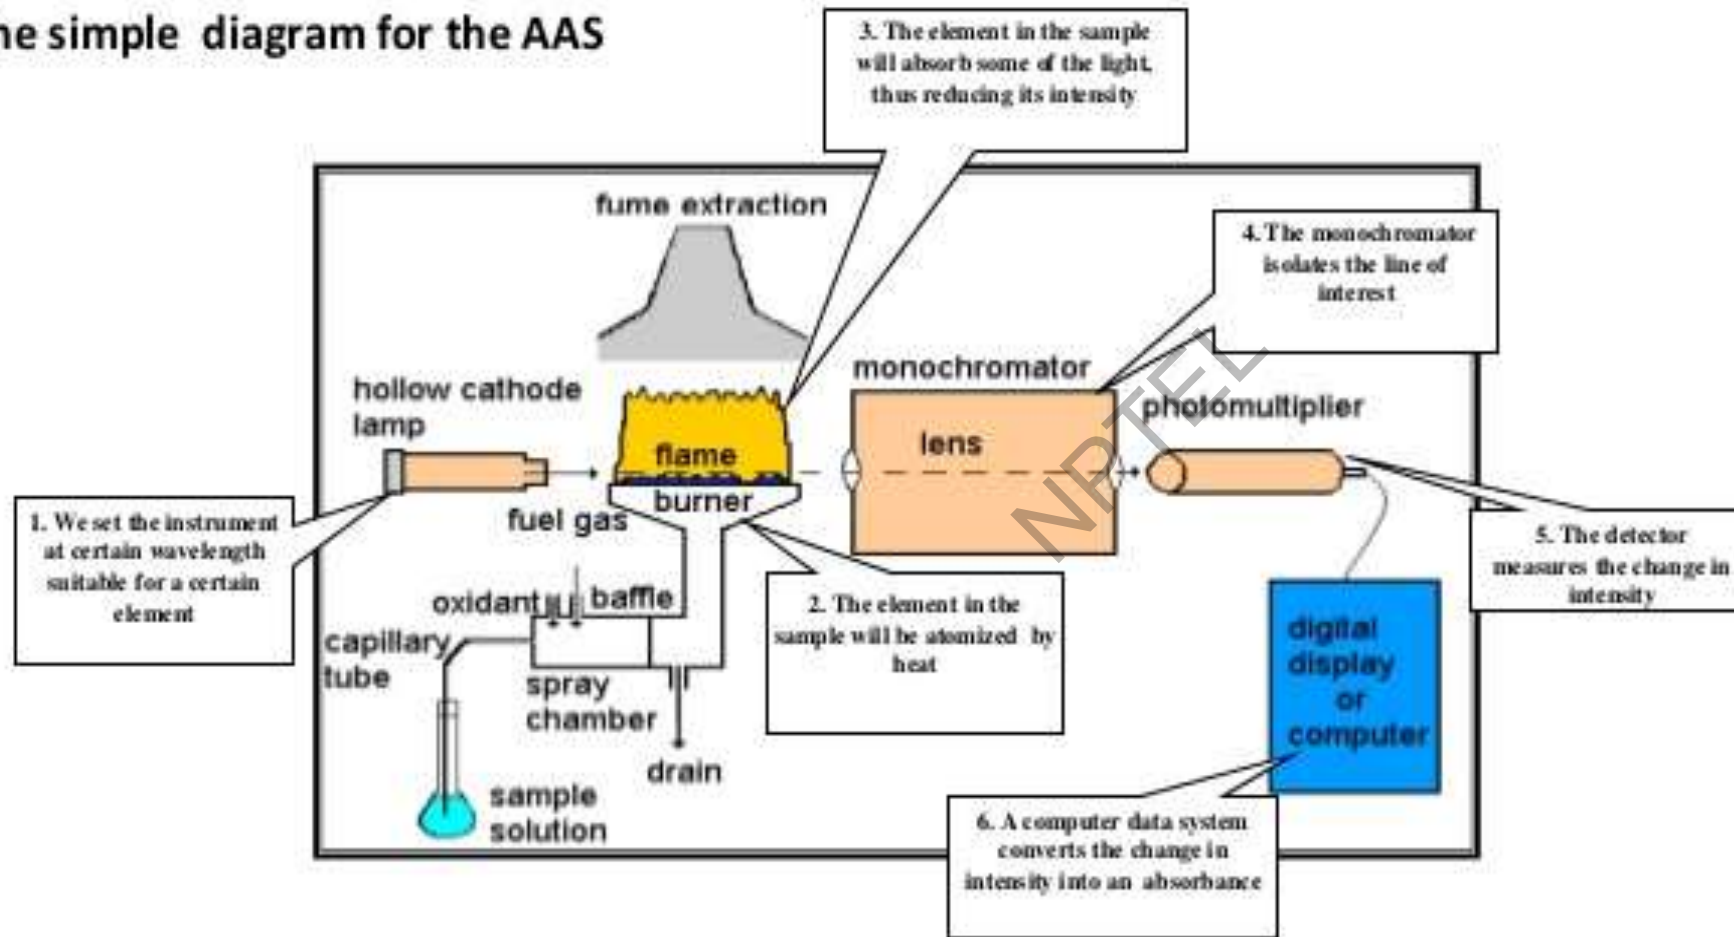 he simple diagram for the AAS
3. The element in the sample
will absorb some of the light,
thus reducing its intensity
fume extraction
4. The monochromator
isolates the line of
interest
monochromator
hollow cathode
lamp
photomultiplier
lens
flame
burner
fuel gas
1. We set the instrument
at certain wavelength
suitable for a certain
element
5. The detector
measures the change in
intensity
oxidant
baffle
2. The element in the
sample will be atomized by
heat
capillary
tube
spray
chamber
digital
display
or
computer
drain
sample
solution
6. A computer data system
converts the change in
intensity into an absorbance
NPTEL